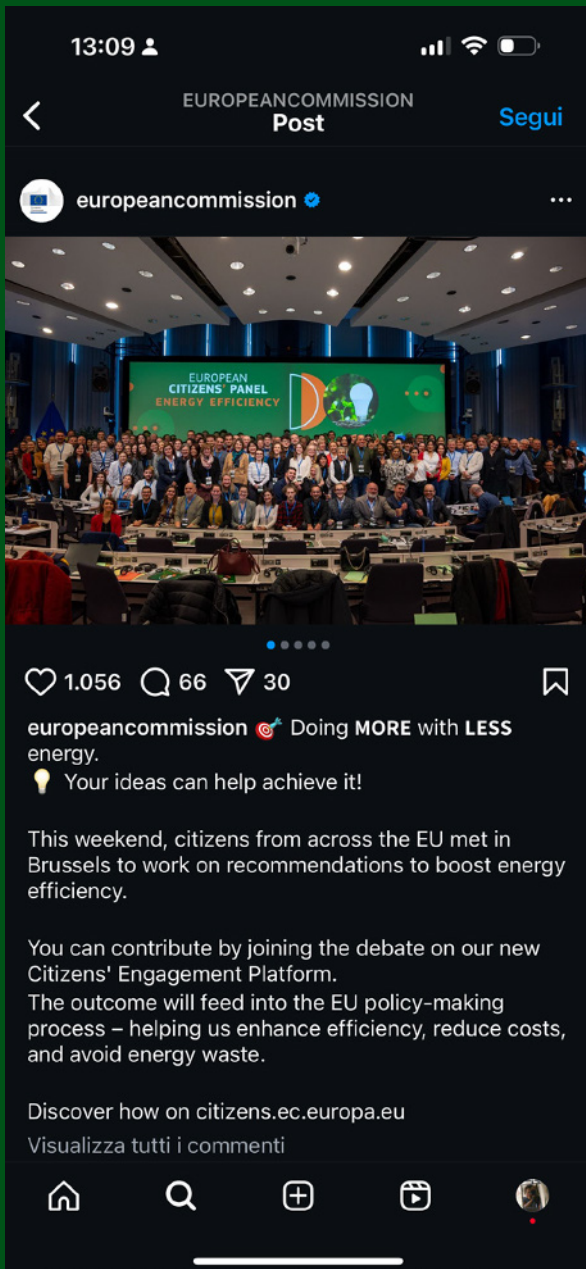 13:09
EUROPEANCOMMISSION
Post
Segui
europeancommission
EUROPEAN
CITIZENS' PANEL
ENERGY EFFICIENCY
1.056
66
30
europeancommission 🎯 Doing MORE with LESS
energy.
💡 Your ideas can help achieve it!
This weekend, citizens from across the EU met in
Brussels to work on recommendations to boost energy
efficiency.
You can contribute by joining the debate on our new
Citizens' Engagement Platform.
The outcome will feed into the EU policy-making
process – helping us enhance efficiency, reduce costs,
and avoid energy waste.
Discover how on citizens.ec.europa.eu
Visualizza tutti i commenti